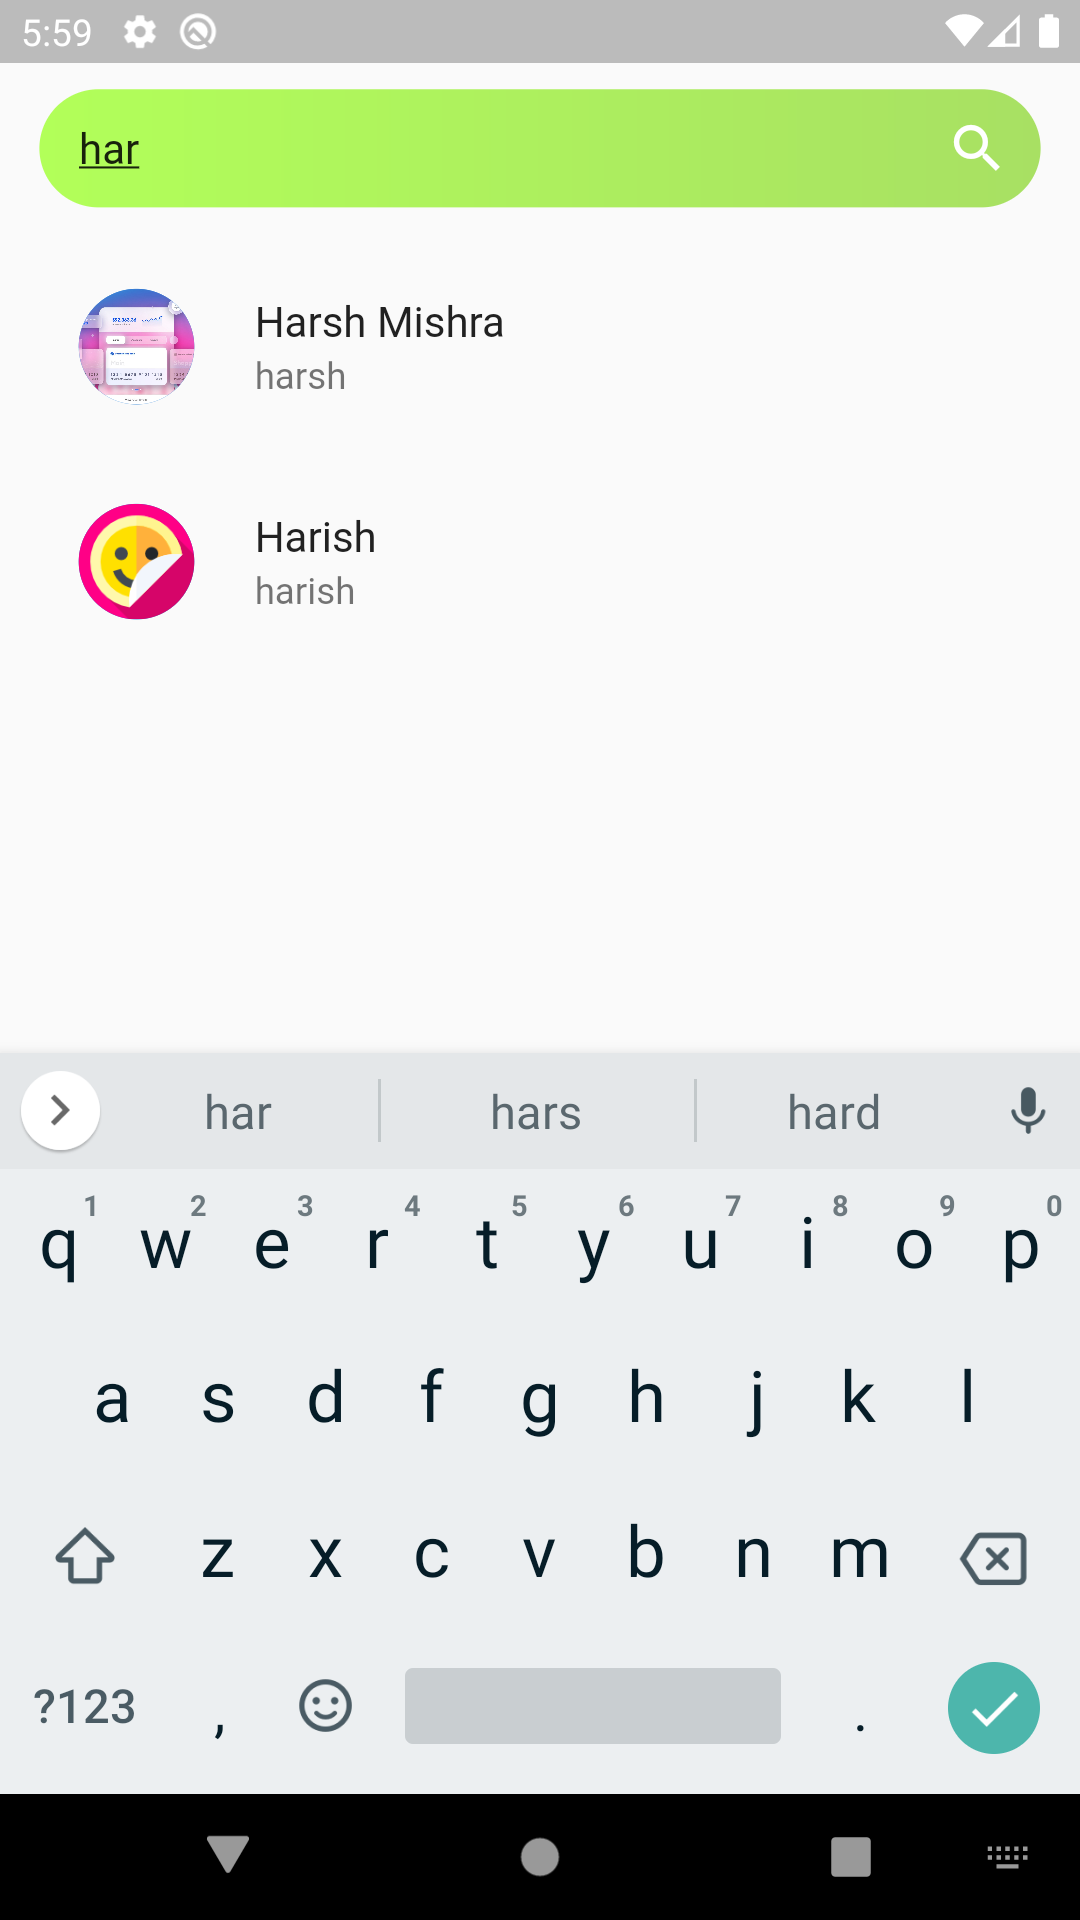 5:59
har
Harsh Mishra
harsh
Harish
harish
har hars hard
1 2 3 4 5 6 7 8 9 0
q w e r t y u i o p
a s d f g h j k l
z x c v b n m
?123 , .